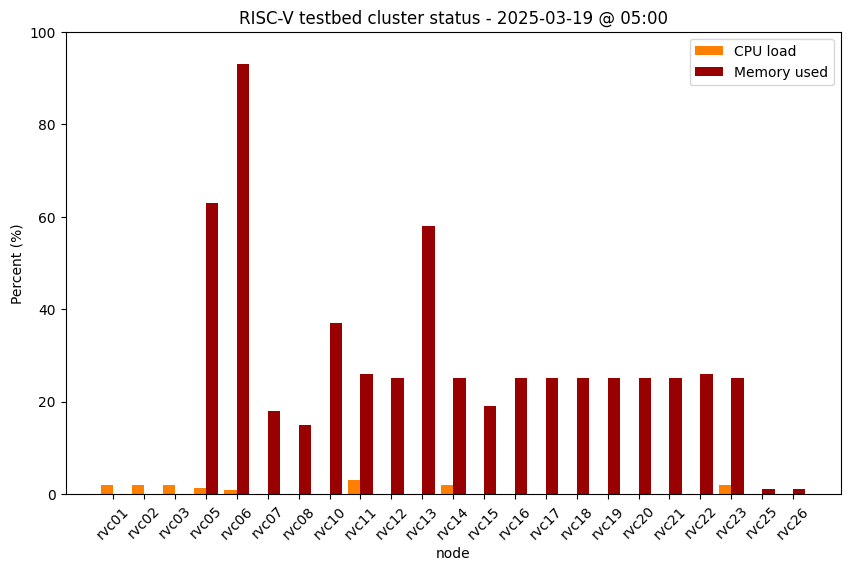 RISC-V testbed cluster status - 2025-03-19 @ 05:00
CPU load
Memory used
Percent (%)
100
80
60
40
20
0
rvc01 rvc02 rvc03 rvc05 rvc06 rvc07 rvc08 rvc10 rvc11 rvc12 rvc13 rvc14 rvc15 rvc16 rvc17 rvc18 rvc19 rvc20 rvc21 rvc22 rvc23 rvc25 rvc26
node